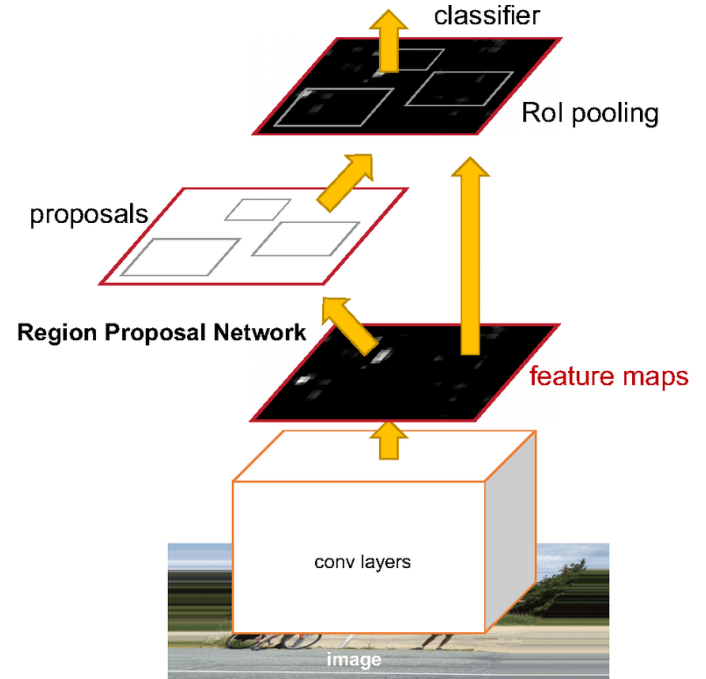 classifier
RoI pooling
proposals
Region Proposal Network
feature maps
conv layers
image